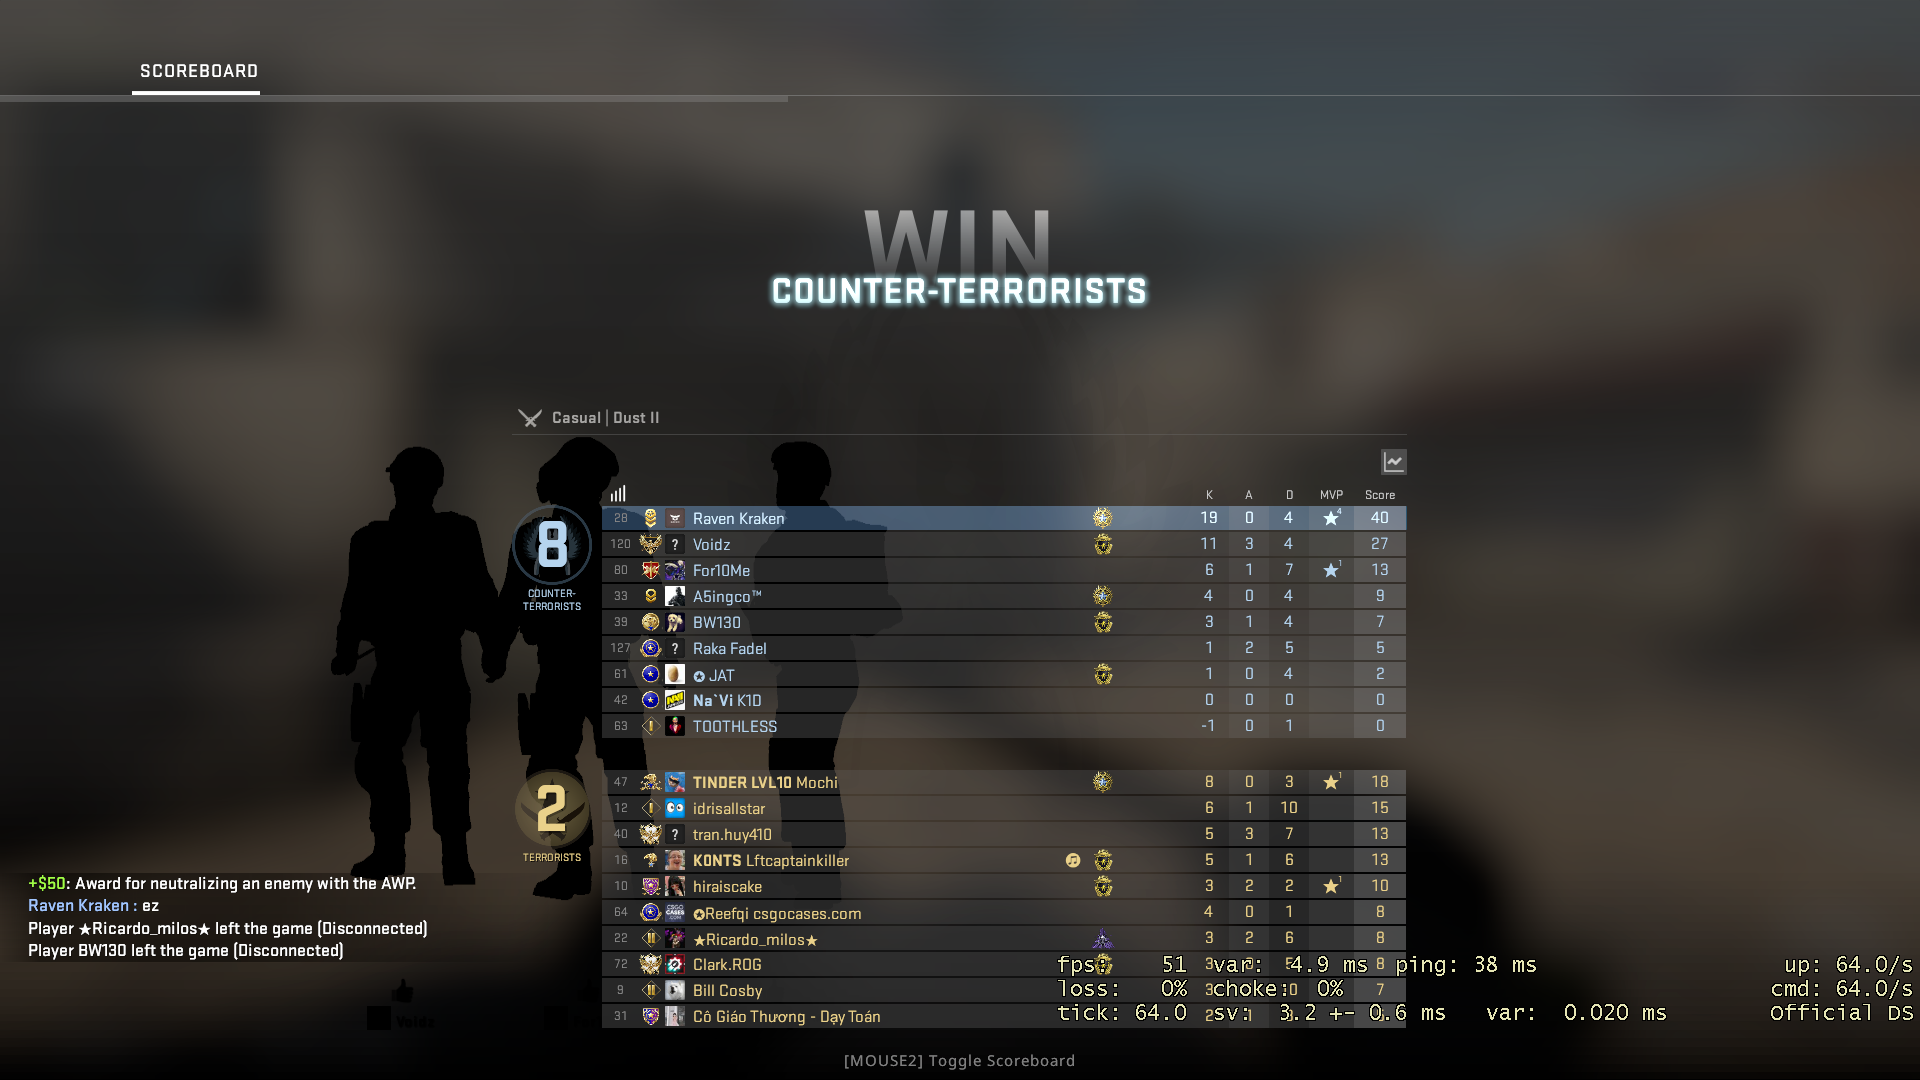 SCOREBOARD
WIN
COUNTER-TERRORISTS
Casual | Dust II
K A D MVP Score
8
COUNTER-
TERRORISTS
28 Raven Kraken 19 0 4 ★4 40
120 ? Voidz 11 3 4 27
80 For10Me 6 1 7 ★1 13
33 A5ingco™ 4 0 4 9
39 BW130 3 1 4 7
127 ? Raka Fadel 1 2 5 5
61 ✪ JAT 1 0 4 2
42 Na`Vi K1D 0 0 0 0
63 TOOTHLESS -1 0 1 0
2
TERRORISTS
47 TINDER LVL10 Mochi 8 0 3 ★1 18
12 idrisallstar 6 1 10 15
40 ? tran.huy410 5 3 7 13
16 K0NTS Lftcaptainkiller 5 1 6 13
10 hiraiscake 3 2 2 ★1 10
64 CSGO CASES .COM ✪Reefqi csgocases.com 4 0 1 8
22 ★Ricardo_milos★ 3 2 6 8
72 Clark.ROG 3 8
9 Bill Cosby 3 0 7
31 Cô Giáo Thương - Dạy Toán 2
+$50: Award for neutralizing an enemy with the AWP.
Raven Kraken : ez
Player ★Ricardo_milos★ left the game (Disconnected)
Player BW130 left the game (Disconnected)
Voidz
fps: 51 var: 4.9 ms ping: 38 ms up: 64.0/s
loss: 0% choke: 0% cmd: 64.0/s
tick: 64.0 sv: 3.2 +- 0.6 ms var: 0.020 ms Official DS
[MOUSE2] Toggle Scoreboard